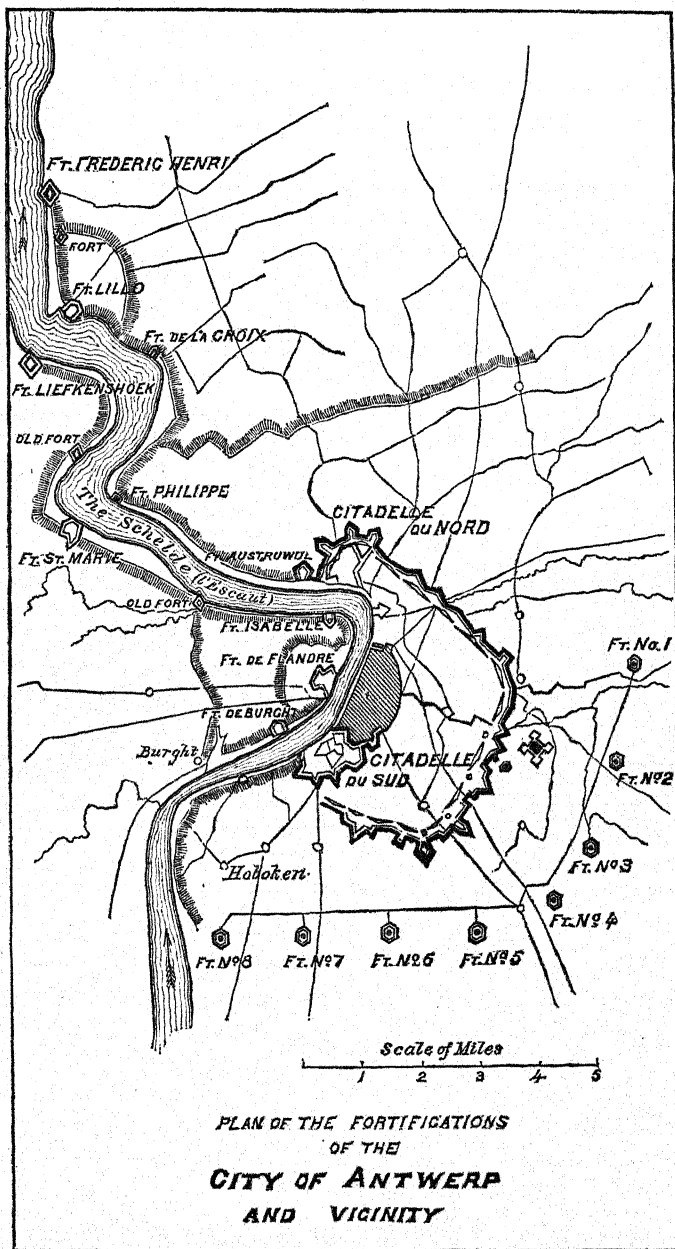 FT. FREDERIC HENRI
FORT
FT. LILLO
FT. DE LA CROIX
FT. LIEFKENSHOEK
OLD FORT
FT. PHILIPPE
The Schelde (l'Escaut)
CITADELLE
DU NORD
FT. ST. MARIE
FT. AUSTRUWEL
OLD FORT
FT. ISABELLE
FT. No. 1
FT. DE FLANDRE
FT. DE BURGHT
Burght
CITADELLE
DU SUD
FT. No 2
Hoboken.
FT. No 3
FT. No 4
FT. No 8
FT. No 7
FT. No 6
FT. No 5
Scale of Miles
1 2 3 4 5
PLAN OF THE FORTIFICATIONS
OF THE
CITY OF ANTWERP
AND VICINITY